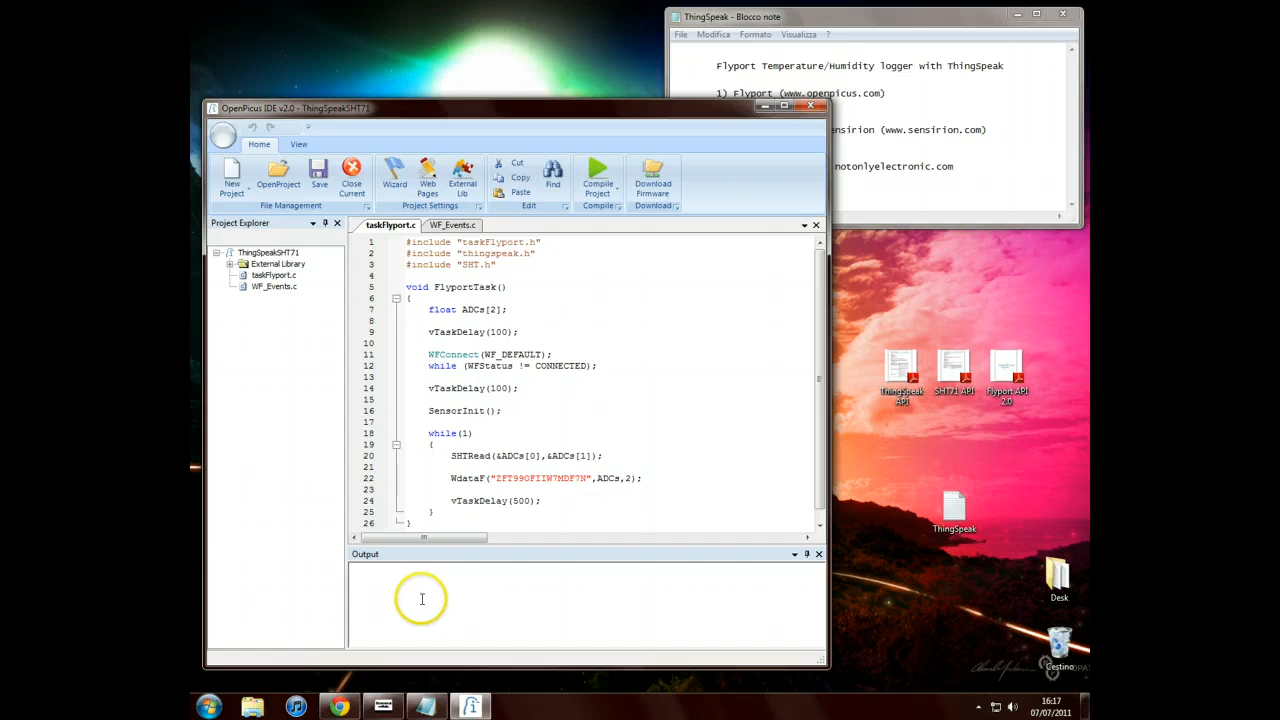 ThingSpeak - Blocco note
File Modifica Formato Visualizza ?
Flyport Temperature/Humidity logger with ThingSpeak
1) Flyport (www.openpicus.com)
ensirion (www.sensirion.com)
notonlyelectronic.com
OpenPicus IDE v2.0 - ThingSpeakSHT71
Home View
New Project
OpenProject
Save
Close Current
File Management
Wizard
Web Pages
External Lib
Project Settings
Cut
Copy
Paste
Find
Edit
Compile Project
Compile
Download Firmware
Download
Project Explorer
ThingSpeakSHT71
External Library
taskFlyport.c
WF_Events.c
taskFlyport.c WF_Events.c
1 #include "taskFlyport.h"
2 #include "thingspeak.h"
3 #include "SHT.h"
4
5 void FlyportTask()
6 {
7 float ADCs[2];
8
9 vTaskDelay(100);
10
11 WFConnect(WF_DEFAULT);
12 while (WFStatus != CONNECTED);
13
14 vTaskDelay(100);
15
16 SensorInit();
17
18 while(1)
19 {
20 SHTRead(&ADCs[0],&ADCs[1]);
21
22 WdataF("ZFT99OFIIW7MDF7N",ADCs,2);
23
24 vTaskDelay(500);
25 }
26 }
Output
ThingSpeak API
SHT71 API
Flyport API 2.0
ThingSpeak
Desk
Cestino
16:17
07/07/2011